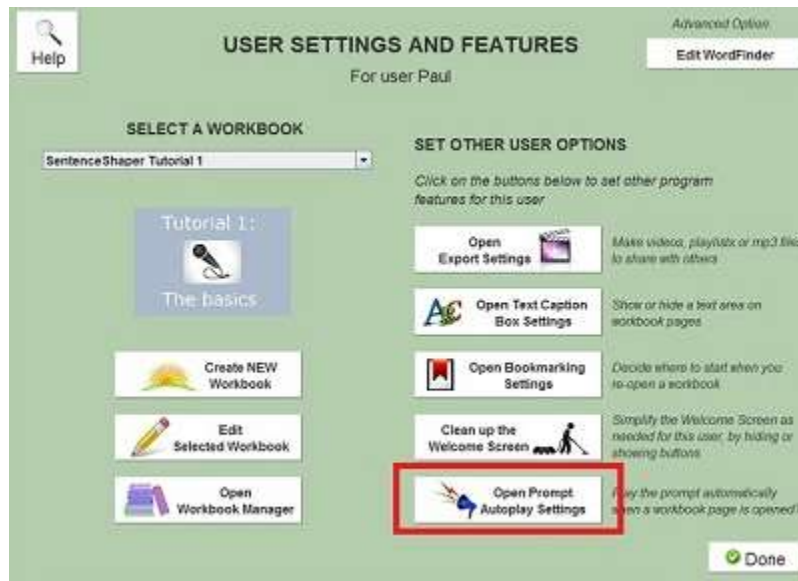 Help
USER SETTINGS AND FEATURES
For user Paul
Advanced Option
Edit WordFinder
SELECT A WORKBOOK
SentenceShaper Tutorial 1
Tutorial 1:
The basics
Create NEW
Workbook
Edit
Selected Workbook
Open
Workbook Manager
SET OTHER USER OPTIONS
Click on the buttons below to set other program
features for this user
Open
Export Settings
Make videos, playlists or mp3 files
to share with others
Open Text Caption
Box Settings
Show or hide a text area on
workbook pages
Open Bookmarking
Settings
Decide where to start when you
re-open a workbook
Clean up the
Welcome Screen
Simplify the Welcome Screen as
needed for this user, by hiding or
showing buttons
Open Prompt
Autoplay Settings
the prompt automatically
a workbook page is opened?
Done